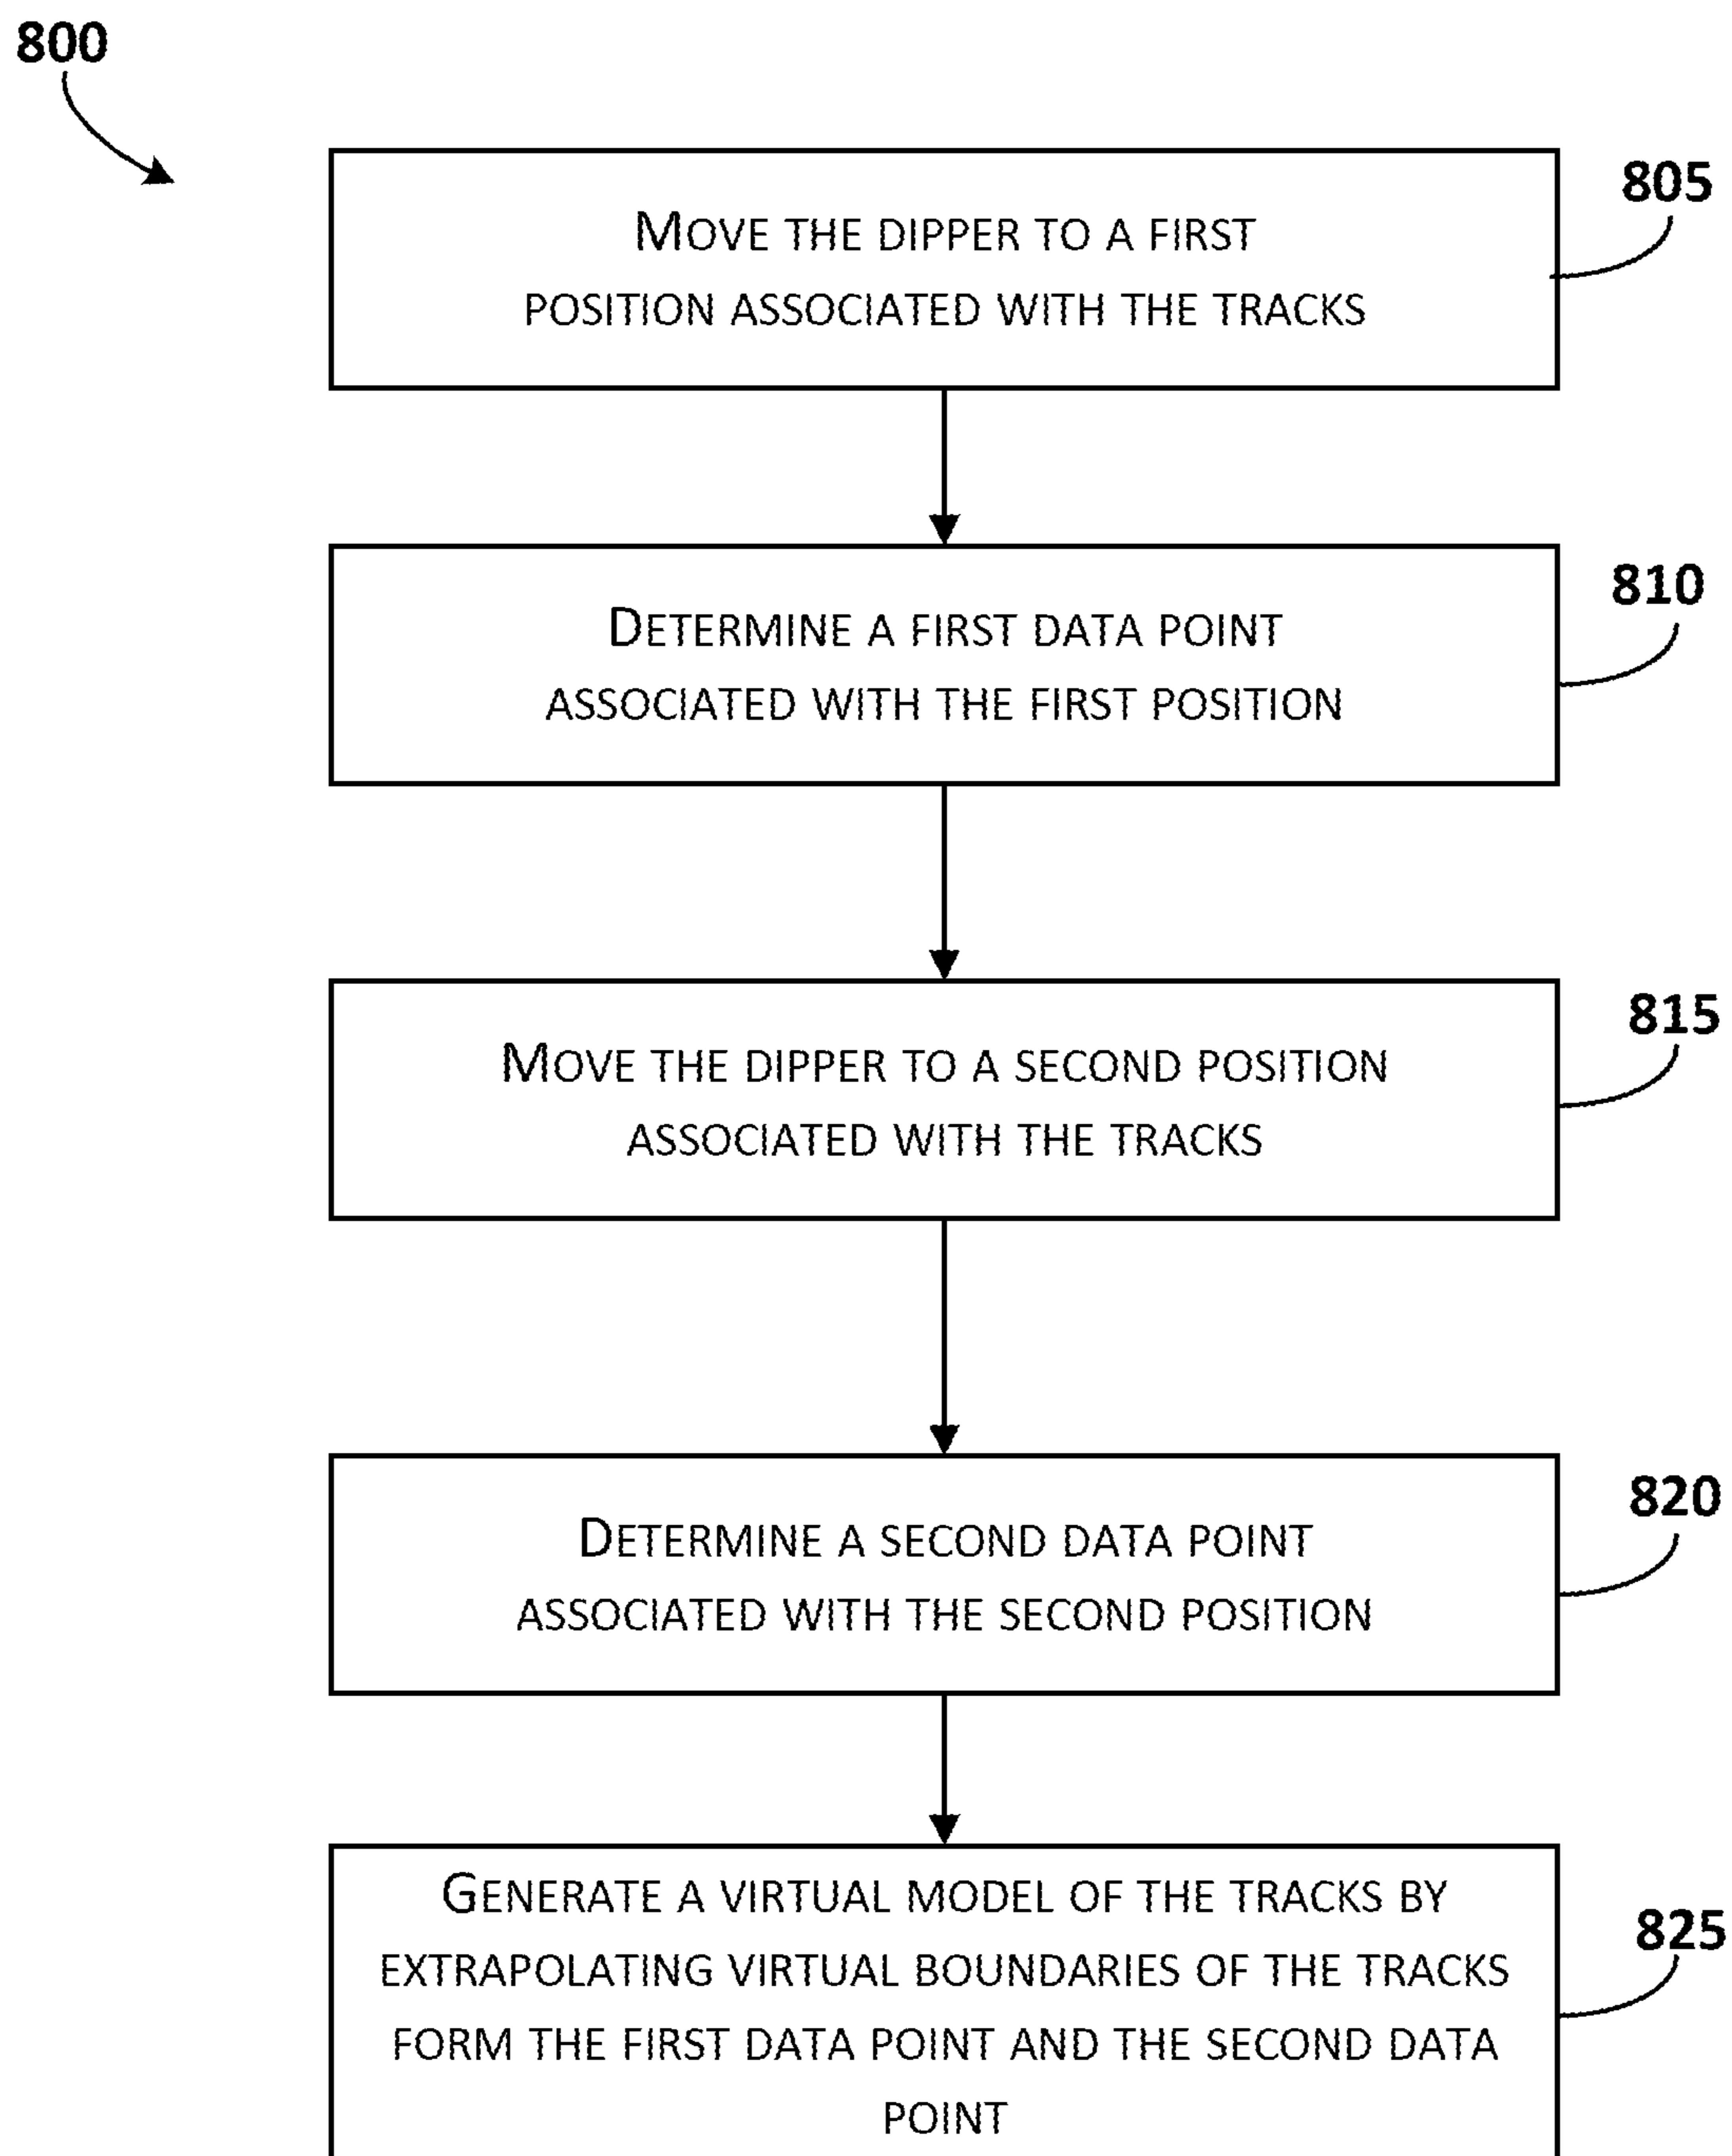 800
805
MOVE THE DIPPER TO A FIRST
POSITION ASSOCIATED WITH THE TRACKS
810
DETERMINE A FIRST DATA POINT
ASSOCIATED WITH THE FIRST POSITION
815
MOVE THE DIPPER TO A SECOND POSITION
ASSOCIATED WITH THE TRACKS
820
DETERMINE A SECOND DATA POINT
ASSOCIATED WITH THE SECOND POSITION
825
GENERATE A VIRTUAL MODEL OF THE TRACKS BY
EXTRAPOLATING VIRTUAL BOUNDARIES OF THE TRACKS
FORM THE FIRST DATA POINT AND THE SECOND DATA
POINT